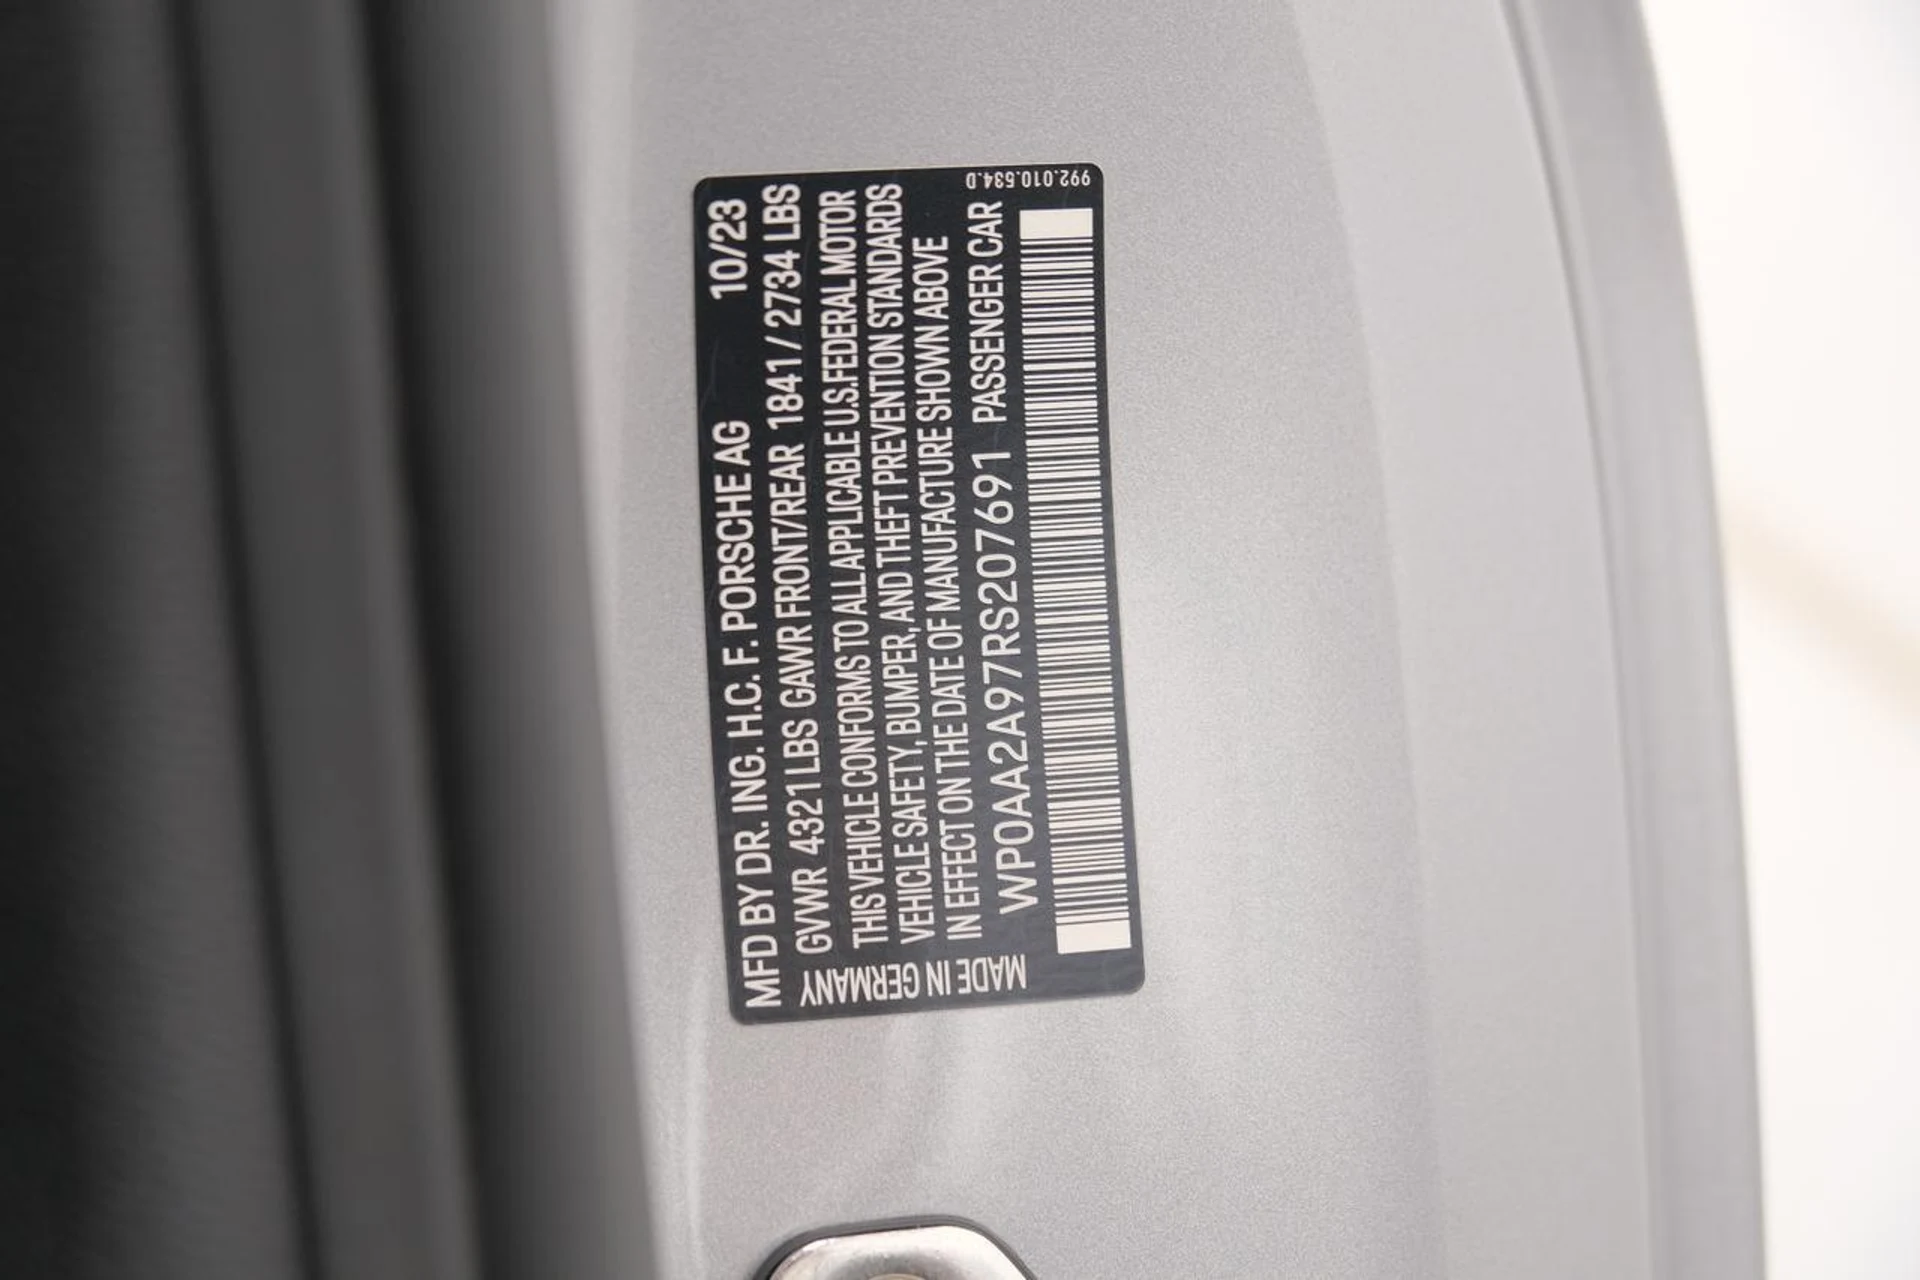 MFD BY DR. ING. H.C. F. PORSCHE AG 10/23
GVWR 4321 LBS GAWR FRONT/REAR 1841 / 2734 LBS
THIS VEHICLE CONFORMS TO ALL APPLICABLE U.S. FEDERAL MOTOR
VEHICLE SAFETY, BUMPER, AND THEFT PREVENTION STANDARDS
IN EFFECT ON THE DATE OF MANUFACTURE SHOWN ABOVE
WP0AA2A97RS207691 PASSENGER CAR
MADE IN GERMANY
992.010.534.D